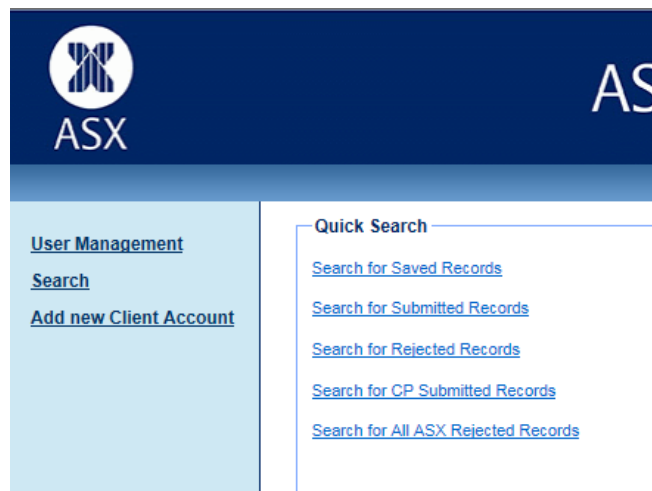 ASX
AS
User Management
Search
Add new Client Account
Quick Search
Search for Saved Records
Search for Submitted Records
Search for Rejected Records
Search for CP Submitted Records
Search for All ASX Rejected Records